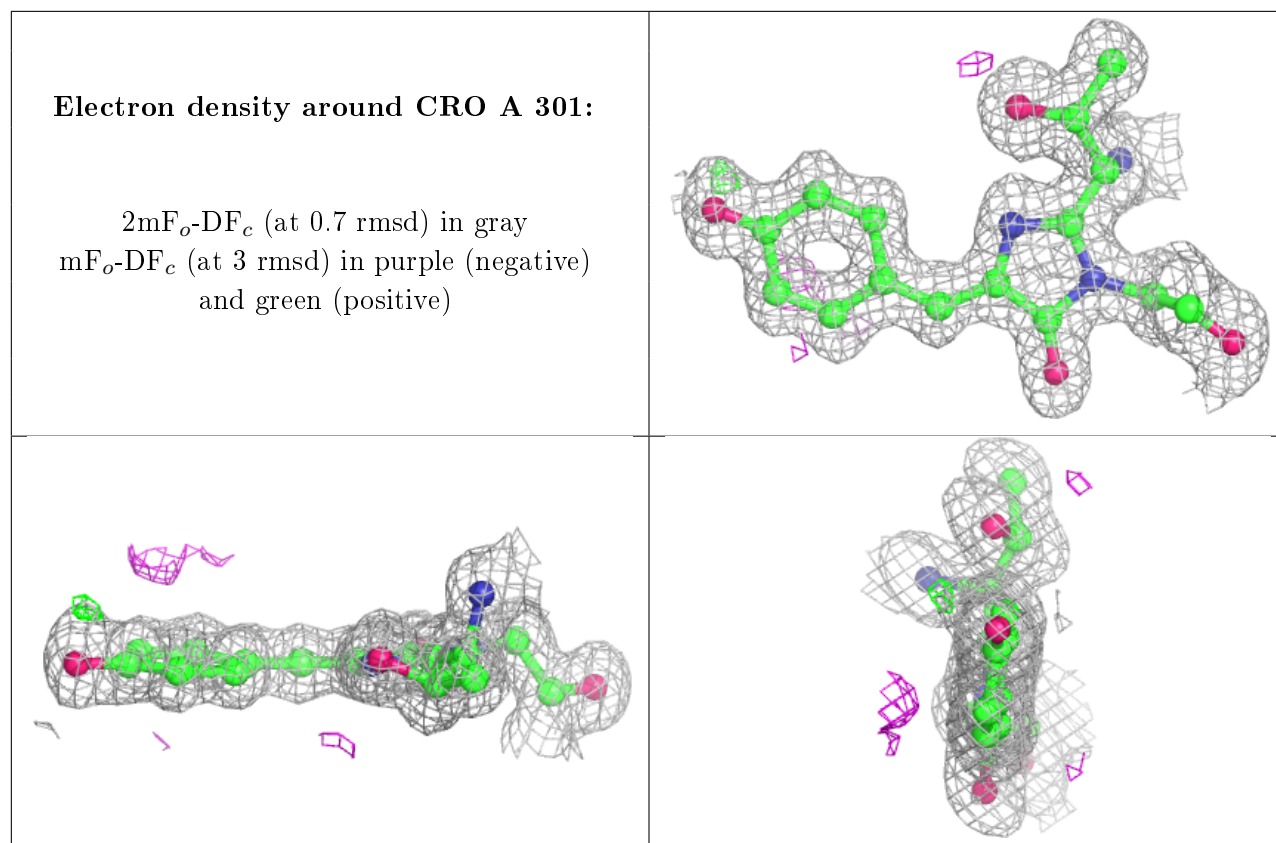 Electron density around CRO A 301:
2mFo-DFc (at 0.7 rmsd) in gray
mFo-DFc (at 3 rmsd) in purple (negative)
and green (positive)